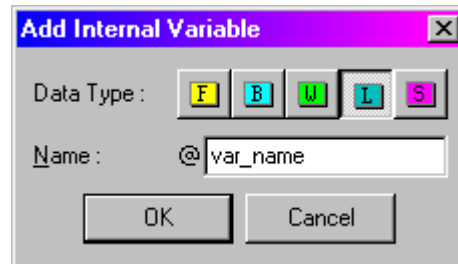 Add Internal Variable
Data Type : F B W L S
Name : @ var_name
OK Cancel